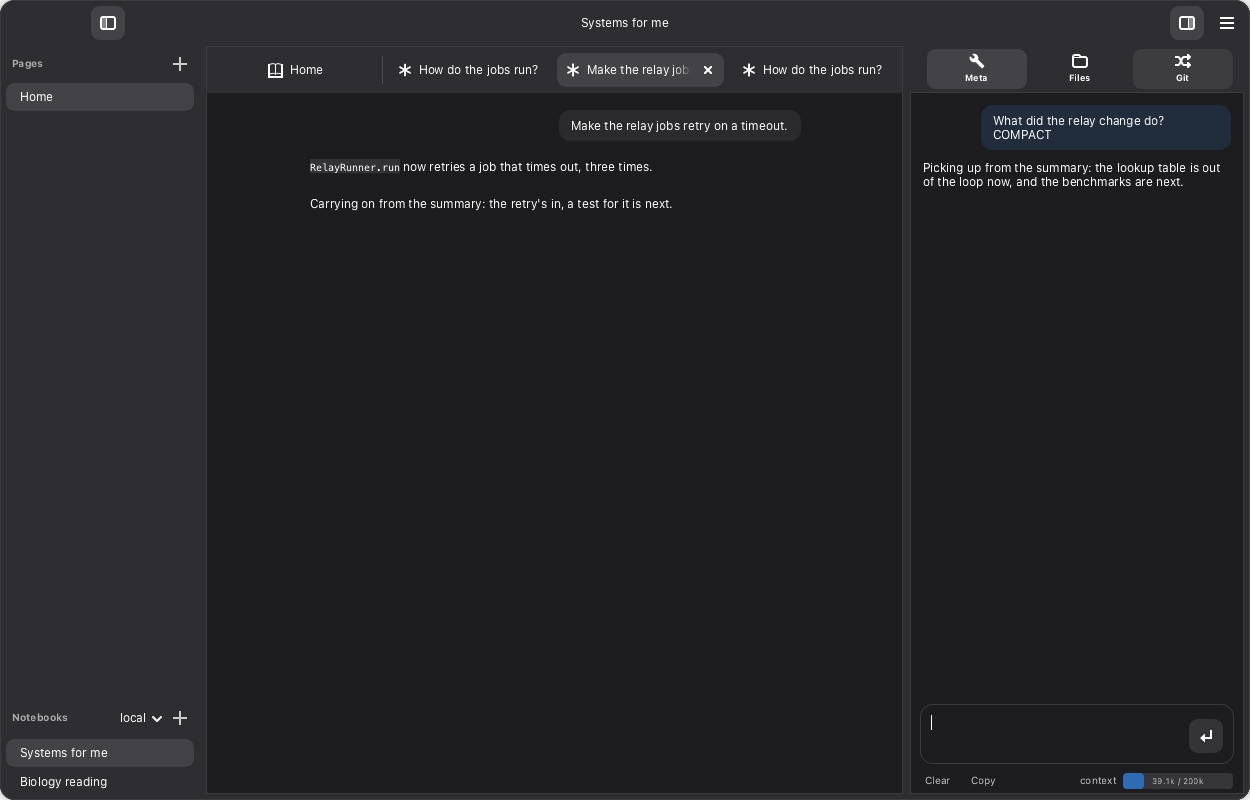 Systems for me
Pages
Home
Home
How do the jobs run?
Make the relay job
How do the jobs run?
Meta
Files
Git
Make the relay jobs retry on a timeout.
RelayRunner.run now retries a job that times out, three times.
Carrying on from the summary: the retry's in, a test for it is next.
What did the relay change do?
COMPACT
Picking up from the summary: the lookup table is out
of the loop now, and the benchmarks are next.
Notebooks
local
Systems for me
Biology reading
Clear
Copy
context
39.1k / 200k